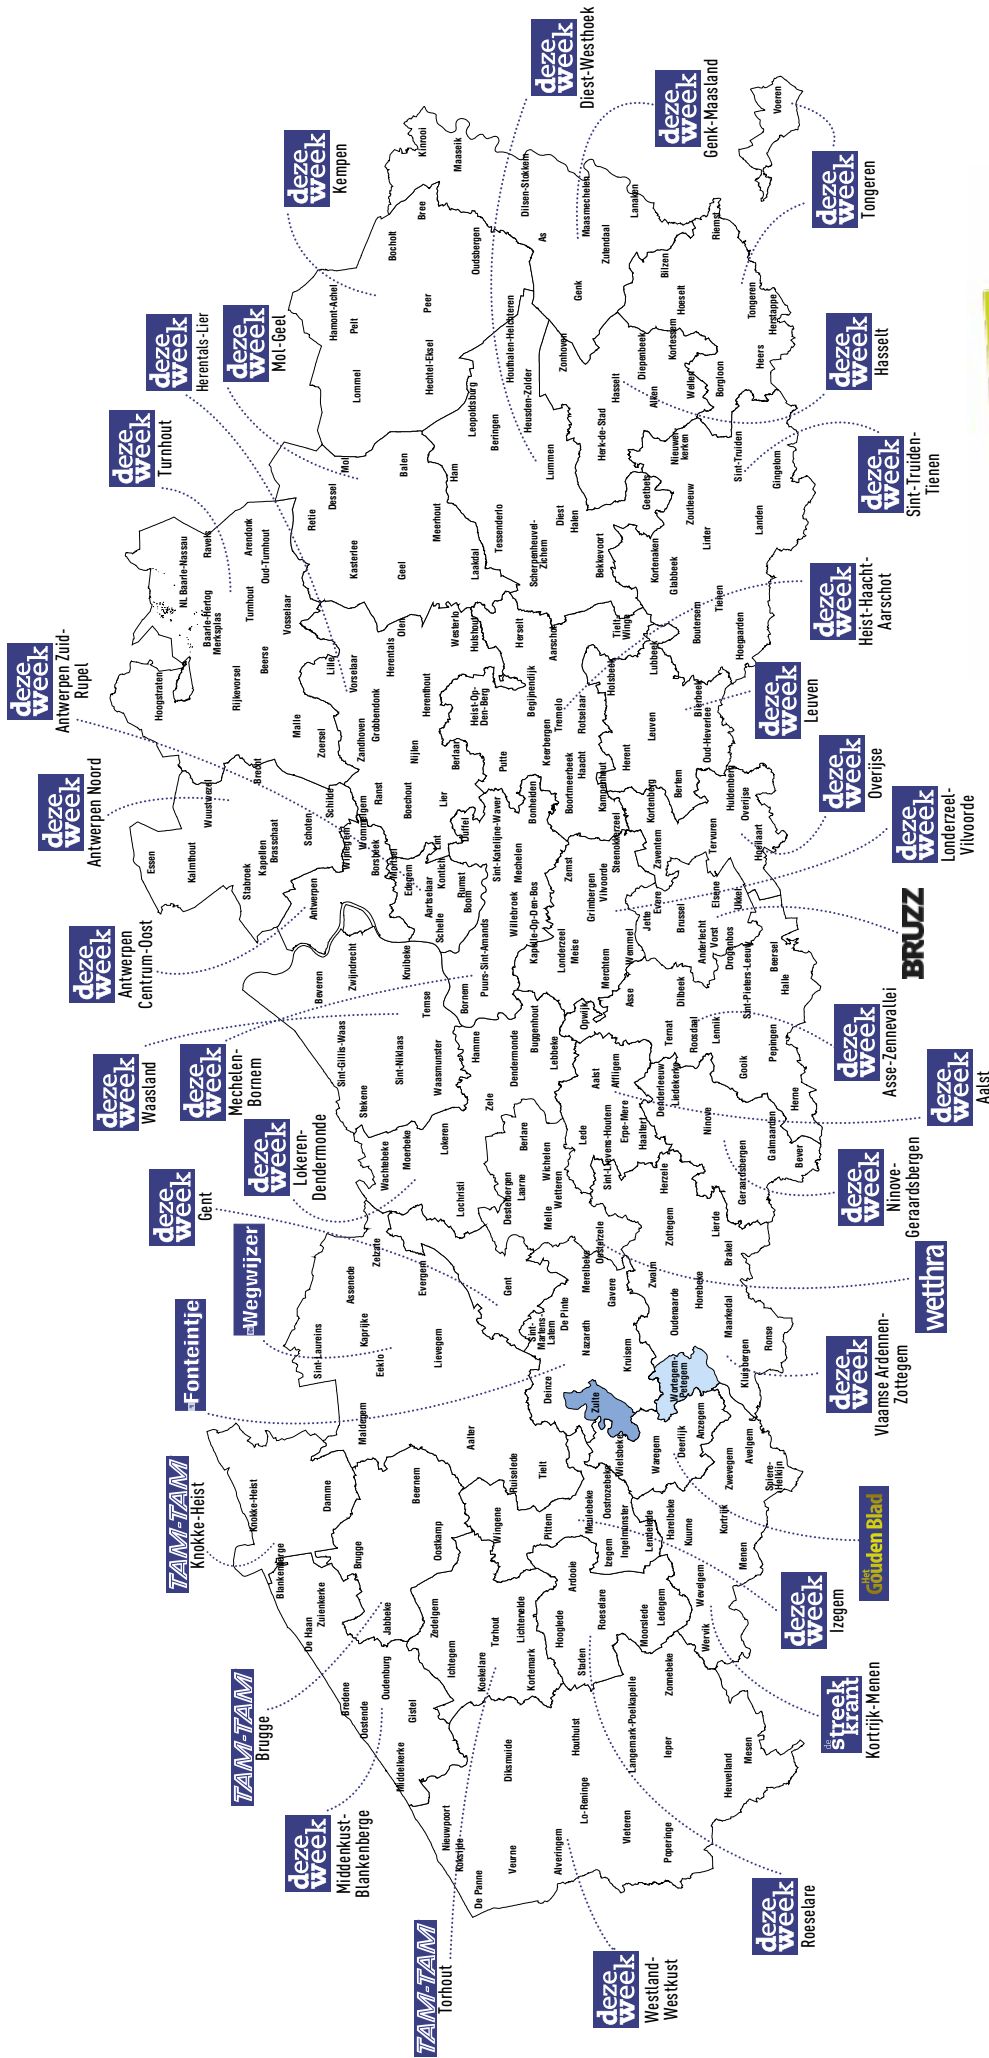 TAM-TAM
Torhout
deze
week
Middenkust-
Blankenberge
TAM-TAM
Brugge
TAM-TAM
Knokke-Heist
Fonteintje
Wegwijzer
deze
week
Gent
deze
week
Lokeren-
Dendermonde
deze
week
Mechelen-
Bornem
deze
week
Waasland
deze
week
Antwerpen
Centrum-Oost
deze
week
Antwerpen Noord
deze
week
Antwerpen Zuid-
Rupel
deze
week
Turnhout
deze
week
Herentals-Lier
deze
week
Mol-Geel
deze
week
Kempen
deze
week
Diest-Westhoek
deze
week
Genk-Maasland
deze
week
Tongeren
deze
week
Hasselt
deze
week
Sint-Truiden-
Tienen
deze
week
Heist-Haacht-
Aarschot
deze
week
Leuven
deze
week
Overijse
deze
week
Londerzeel-
Vilvoorde
BRUZZ
deze
week
Asse-Zennevallei
deze
week
Aalst
deze
week
Ninove-
Geraardsbergen
wetthra
deze
week
Vlaamse Ardennen-
Zottegem
Het
Gouden Blad
deze
week
Izegem
de
streek
krant
Kortrijk-Menen
deze
week
Roeselare
deze
week
Westland-
Westkust
De Panne
Koksijde
Nieuwpoort
Veurne
Alveringem
Lo-Reninge
Vleteren
Poperinge
Diksmuide
Houthulst
Langemark-Poelkapelle
Ieper
Heuvelland
Mesen
Zonnebeke
Middelkerke
Oostende
Bredene
Gistel
Oudenburg
De Haan
Zuienkerke
Blankenberge
Jabbeke
Brugge
Knokke-Heist
Damme
Beernem
Oostkamp
Zedelgem
Ichtegem
Koekelare
Torhout
Kortemark
Lichtervelde
Wingene
Ruiselede
Tielt
Pittem
Ardooie
Hooglede
Staden
Roeselare
Moorslede
Ledegem
Izegem
Ingelmunster
Meulebeke
Oostrozebeke
Wielsbeke
Lendelede
Harelbeke
Kuurne
Wevelgem
Wervik
Menen
Kortrijk
Zwevegem
Avelgem
Spiere-
Helkijn
Anzegem
Deerlijk
Waregem
Zulte
Wortegem-
Petegem
Maldegem
Aalter
Deinze
Sint-Laureins
Kaprijke
Eeklo
Assenede
Zelzate
Evergem
Lievegem
Gent
Sint-
Martens-
Latem
De Pinte
Nazareth
Merelbeke
Gavere
Oosterzele
Kruisem
Zwalm
Oudenaarde
Horebeke
Zottegem
Maarkedal
Kluisbergen
Ronse
Brakel
Lierde
Herzele
Geraardsbergen
Ninove
Wachtebeke
Moerbeke
Lokeren
Lochristi
Destelbergen
Laarne
Berlare
Wichelen
Wetteren
Melle
Zele
Hamme
Dendermonde
Buggenhout
Lebbeke
Lede
Sint-Lievens-Houtem
Erpe-Mere
Haaltert
Aalst
Affligem
Denderleeuw
Liedekerke
Opwijk
Asse
Ternat
Roosdaal
Lennik
Gooik
Galmaarden
Bever
Herne
Pepingen
Halle
Beersel
Sint-Pieters-Leeuw
Dilbeek
Stekene
Sint-Gillis-Waas
Sint-Niklaas
Waasmunster
Temse
Beveren
Zwijndrecht
Kruibeke
Bornem
Puurs-Sint-Amands
Willebroek
Mechelen
Sint-Katelijne-Waver
Bonheiden
Kapelle-Op-Den-Bos
Londerzeel
Meise
Merchtem
Wemmel
Grimbergen
Vilvoorde
Zemst
Steenokkerzeel
Kampenhout
Zaventem
Jette
Evere
Brussel
Anderlecht
Vorst
Drogenbos
Elsene
Ukkel
Tervuren
Hoeilaart
Overijse
Huldenberg
Essen
Kalmthout
Wuustwezel
Stabroek
Kapellen
Brasschaat
Brecht
Schoten
Schilde
Antwerpen
Wijnegem
Wommelgem
Borsbeek
Mortsel
Edegem
Aartselaar
Kontich
Lint
Schelle
Boom
Rumst
Duffel
Hoogstraten
Rijkevorsel
Malle
Zoersel
Beerse
Merksplas
Baarle-Hertog
NL Baarle-Nassau
Ravels
Turnhout
Vosselaar
Oud-Turnhout
Arendonk
Lille
Vorselaar
Zandhoven
Grobbendonk
Ranst
Boechout
Nijlen
Lier
Berlaar
Herenthout
Herentals
Olen
Westerlo
Hulshout
Heist-Op-
Den-Berg
Putte
Keerbergen
Tremelo
Begijnendijk
Aarschot
Herselt
Boortmeerbeek
Haacht
Rotselaar
Holsbeek
Tielt-
Winge
Herent
Leuven
Lubbeek
Kortenberg
Bertem
Oud-Heverlee
Bierbeek
Retie
Dessel
Mol
Kasterlee
Geel
Balen
Meerhout
Laakdal
Ham
Tessenderlo
Scherpenheuvel-
Zichem
Diest
Halen
Bekkevoort
Leopoldsburg
Beringen
Heusden-Zolder
Houthalen-Helchteren
Lummen
Zonhoven
Herk-de-Stad
Hasselt
Diepenbeek
Alken
Wellen
Kortessem
Borgloon
Heers
Geetbets
Nieuwer-
kerken
Sint-Truiden
Gingelom
Zoutleeuw
Linter
Landen
Kortenaken
Glabbeek
Boutersem
Tienen
Hoegaarden
Lommel
Pelt
Hamont-Achel
Hechtel-Eksel
Peer
Bocholt
Bree
Oudsbergen
Kinrooi
Maaseik
Dilsen-Stokkem
As
Maasmechelen
Zutendaal
Genk
Lanaken
Bilzen
Hoeselt
Riemst
Tongeren
Herstappe
Voeren